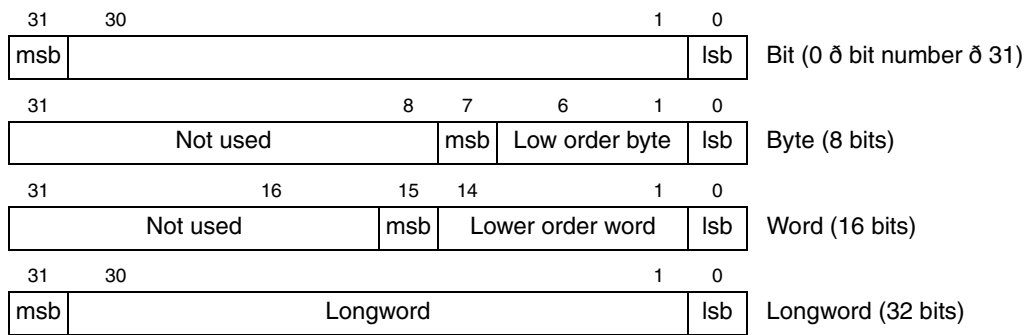 31 30 1 0
msb lsb Bit (0 ð bit number ð 31)
31 8 7 6 1 0
Not used msb Low order byte lsb Byte (8 bits)
31 16 15 14 1 0
Not used msb Lower order word lsb Word (16 bits)
31 30 1 0
msb Longword lsb Longword (32 bits)